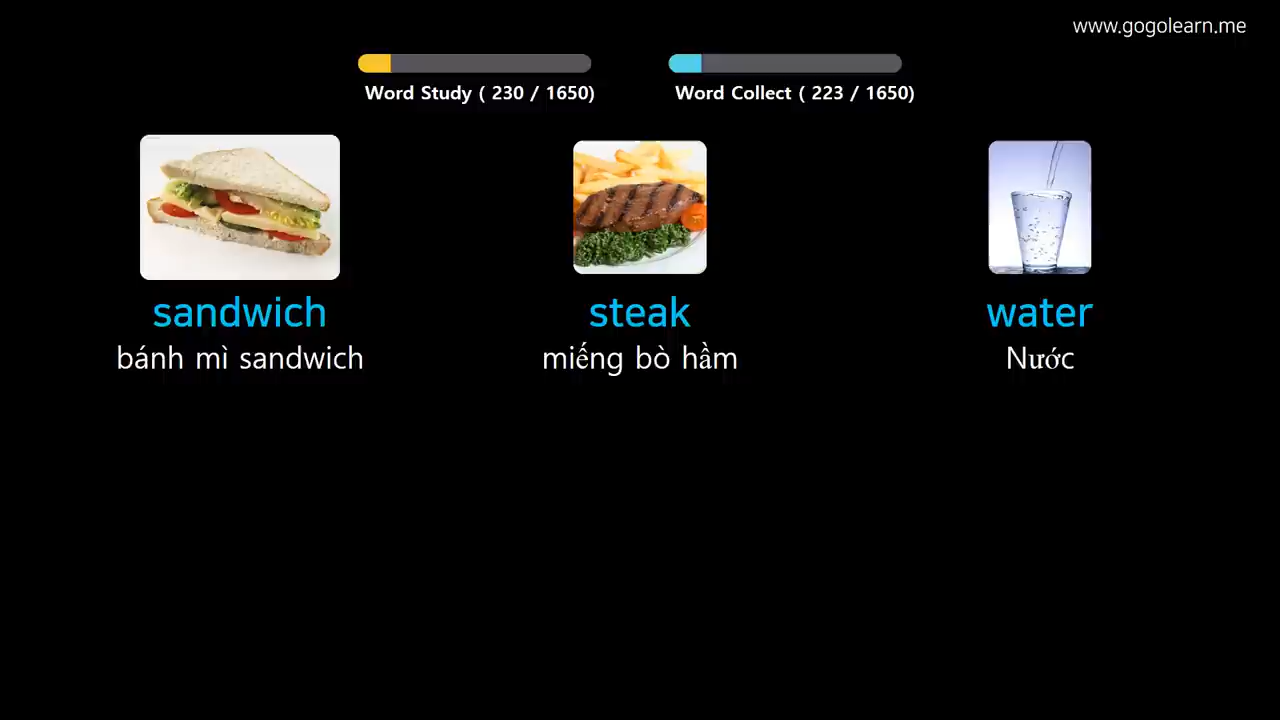 www.gogolearn.me
Word Study ( 230 / 1650)
Word Collect ( 223 / 1650)
sandwich
steak
water
bánh mì sandwich
miếng bò hầm
Nước